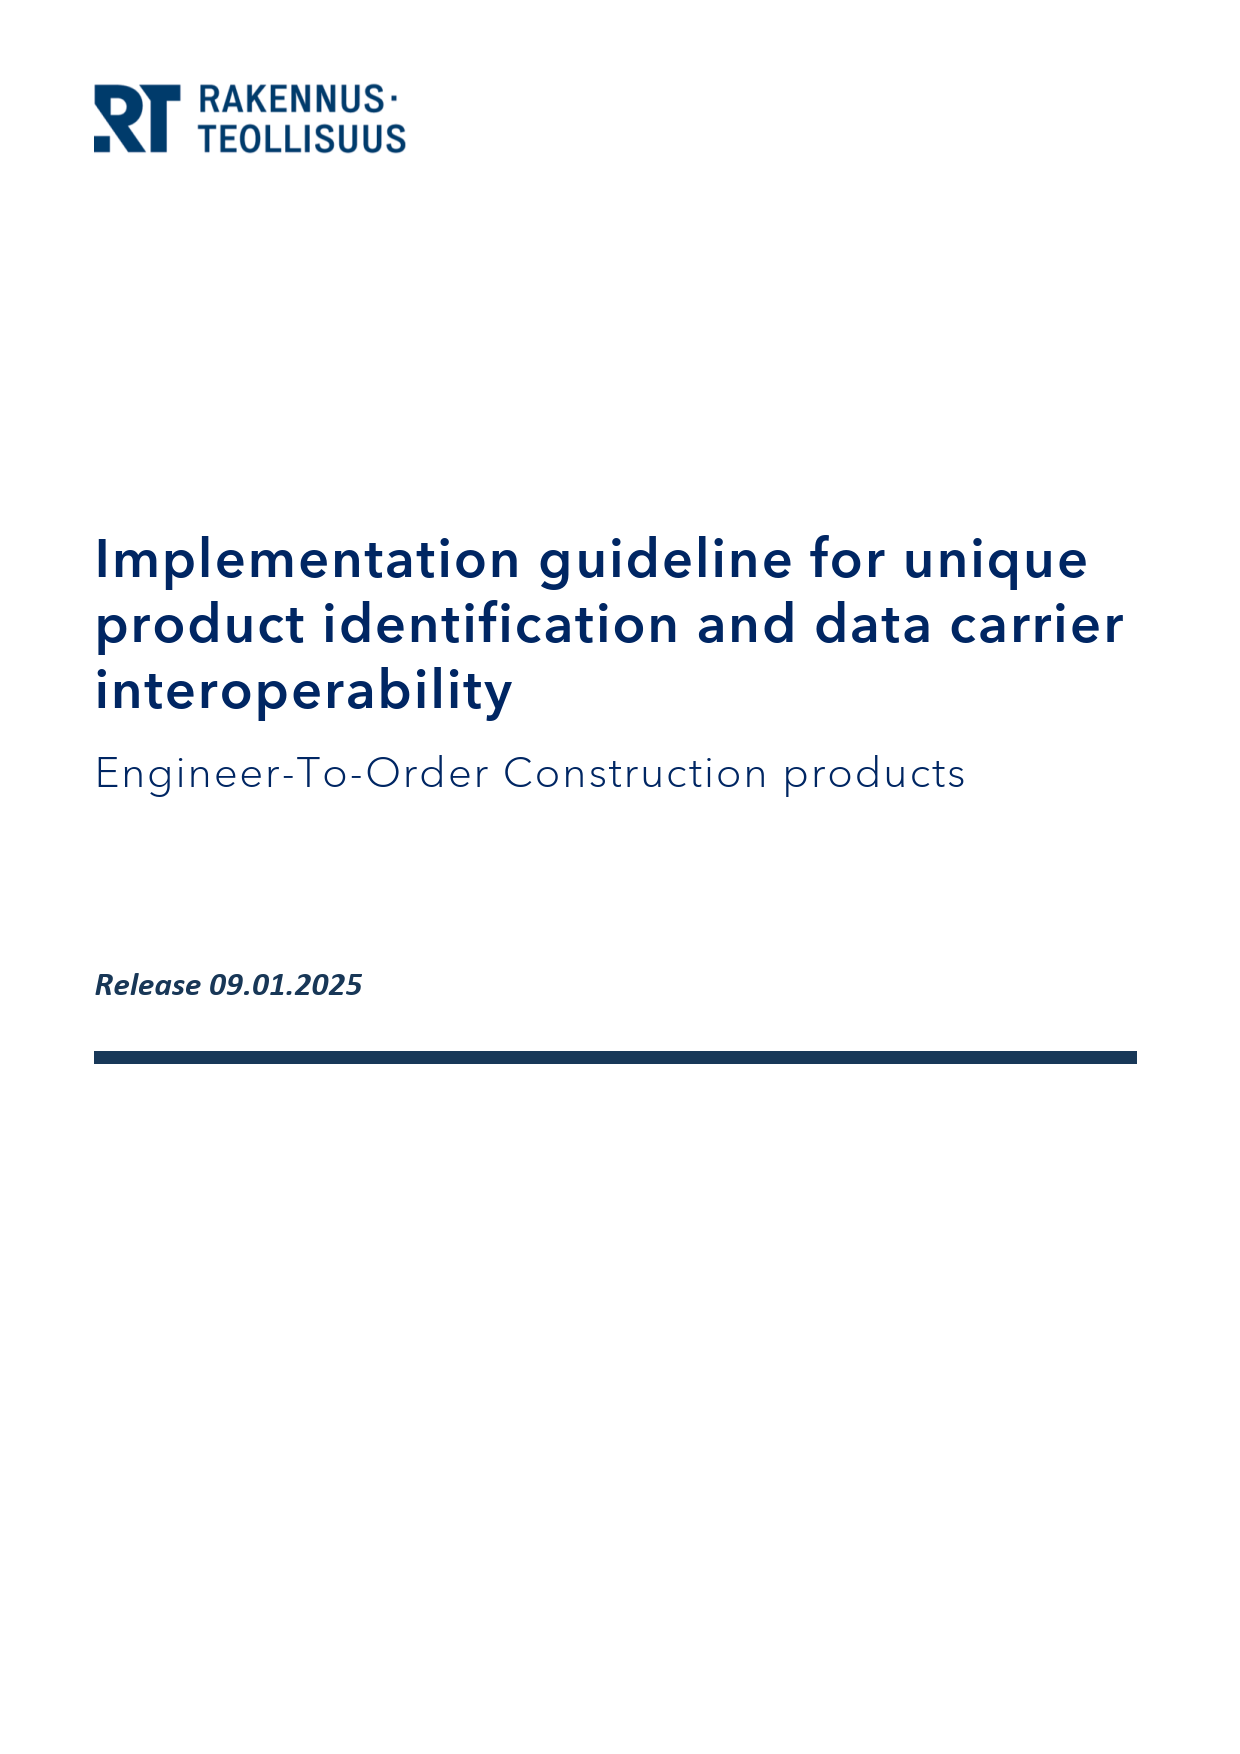 RT RAKENNUS·
TEOLLISUUS
Implementation guideline for unique
product identification and data carrier
interoperability
Engineer-To-Order Construction products
Release 09.01.2025